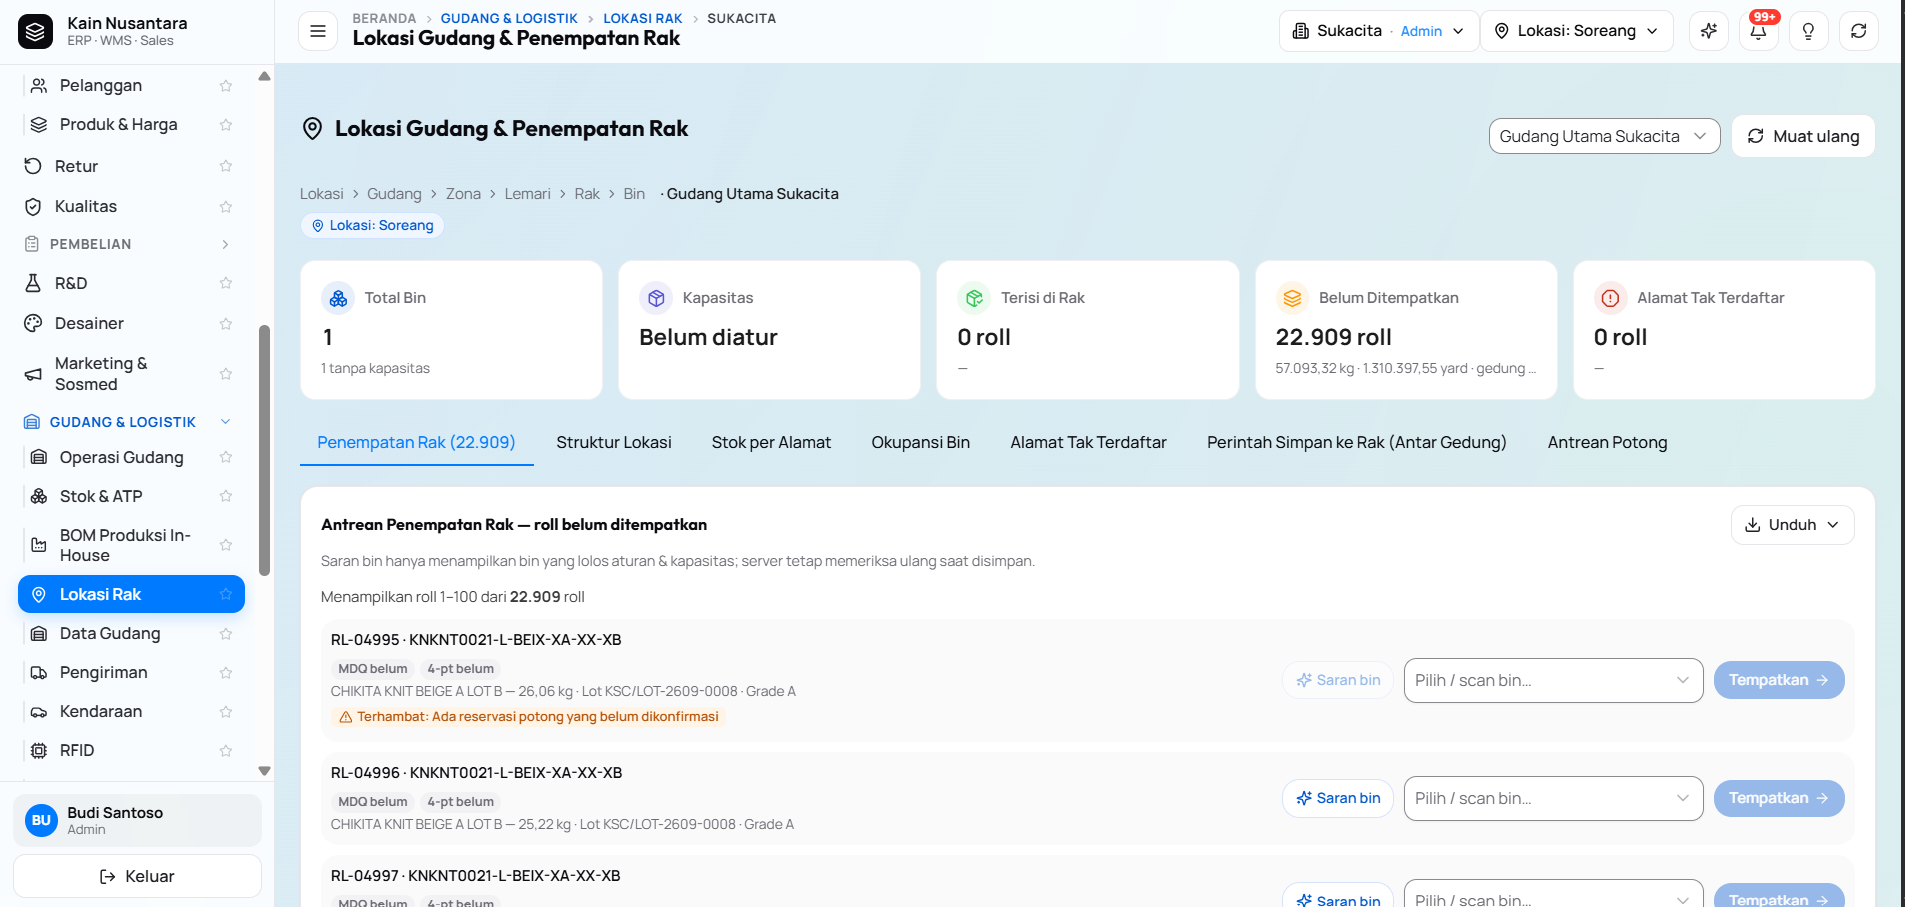 Kain Nusantara
ERP · WMS · Sales
BERANDA > GUDANG & LOGISTIK > LOKASI RAK > SUKACITA
Lokasi Gudang & Penempatan Rak
Sukacita · Admin
Lokasi: Soreang
99+
Pelanggan
Produk & Harga
Retur
Kualitas
PEMBELIAN
R&D
Desainer
Marketing & Sosmed
GUDANG & LOGISTIK
Operasi Gudang
Stok & ATP
BOM Produksi In-House
Lokasi Rak
Data Gudang
Pengiriman
Kendaraan
RFID
BU
Budi Santoso
Admin
Keluar
Lokasi Gudang & Penempatan Rak
Gudang Utama Sukacita
Muat ulang
Lokasi > Gudang > Zona > Lemari > Rak > Bin · Gudang Utama Sukacita
Lokasi: Soreang
Total Bin
1
1 tanpa kapasitas
Kapasitas
Belum diatur
Terisi di Rak
0 roll
—
Belum Ditempatkan
22.909 roll
57.093,32 kg · 1.310.397,55 yard · gedung ...
Alamat Tak Terdaftar
0 roll
—
Penempatan Rak (22.909)
Struktur Lokasi
Stok per Alamat
Okupansi Bin
Alamat Tak Terdaftar
Perintah Simpan ke Rak (Antar Gedung)
Antrean Potong
Antrean Penempatan Rak — roll belum ditempatkan
Unduh
Saran bin hanya menampilkan bin yang lolos aturan & kapasitas; server tetap memeriksa ulang saat disimpan.
Menampilkan roll 1–100 dari 22.909 roll
RL-04995 · KNKNT0021-L-BEIX-XA-XX-XB
MDQ belum 4-pt belum
CHIKITA KNIT BEIGE A LOT B — 26,06 kg · Lot KSC/LOT-2609-0008 · Grade A
Terhambat: Ada reservasi potong yang belum dikonfirmasi
Saran bin
Pilih / scan bin...
Tempatkan →
RL-04996 · KNKNT0021-L-BEIX-XA-XX-XB
MDQ belum 4-pt belum
CHIKITA KNIT BEIGE A LOT B — 25,22 kg · Lot KSC/LOT-2609-0008 · Grade A
Saran bin
Pilih / scan bin...
Tempatkan →
RL-04997 · KNKNT0021-L-BEIX-XA-XX-XB
MDQ belum 4-pt belum
Saran bin
Pilih / scan bin...
Tempatkan →